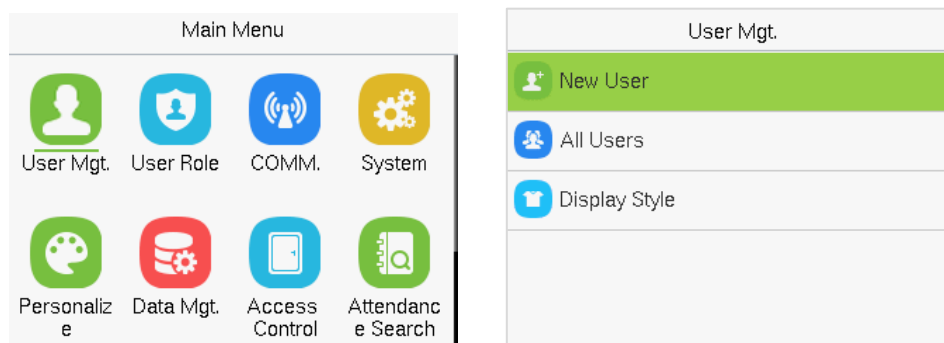 Main Menu
User Mgt.
User Role
COMM.
System
Personaliz
e
Data Mgt.
Access
Control
Attendanc
e Search
User Mgt.
New User
All Users
Display Style